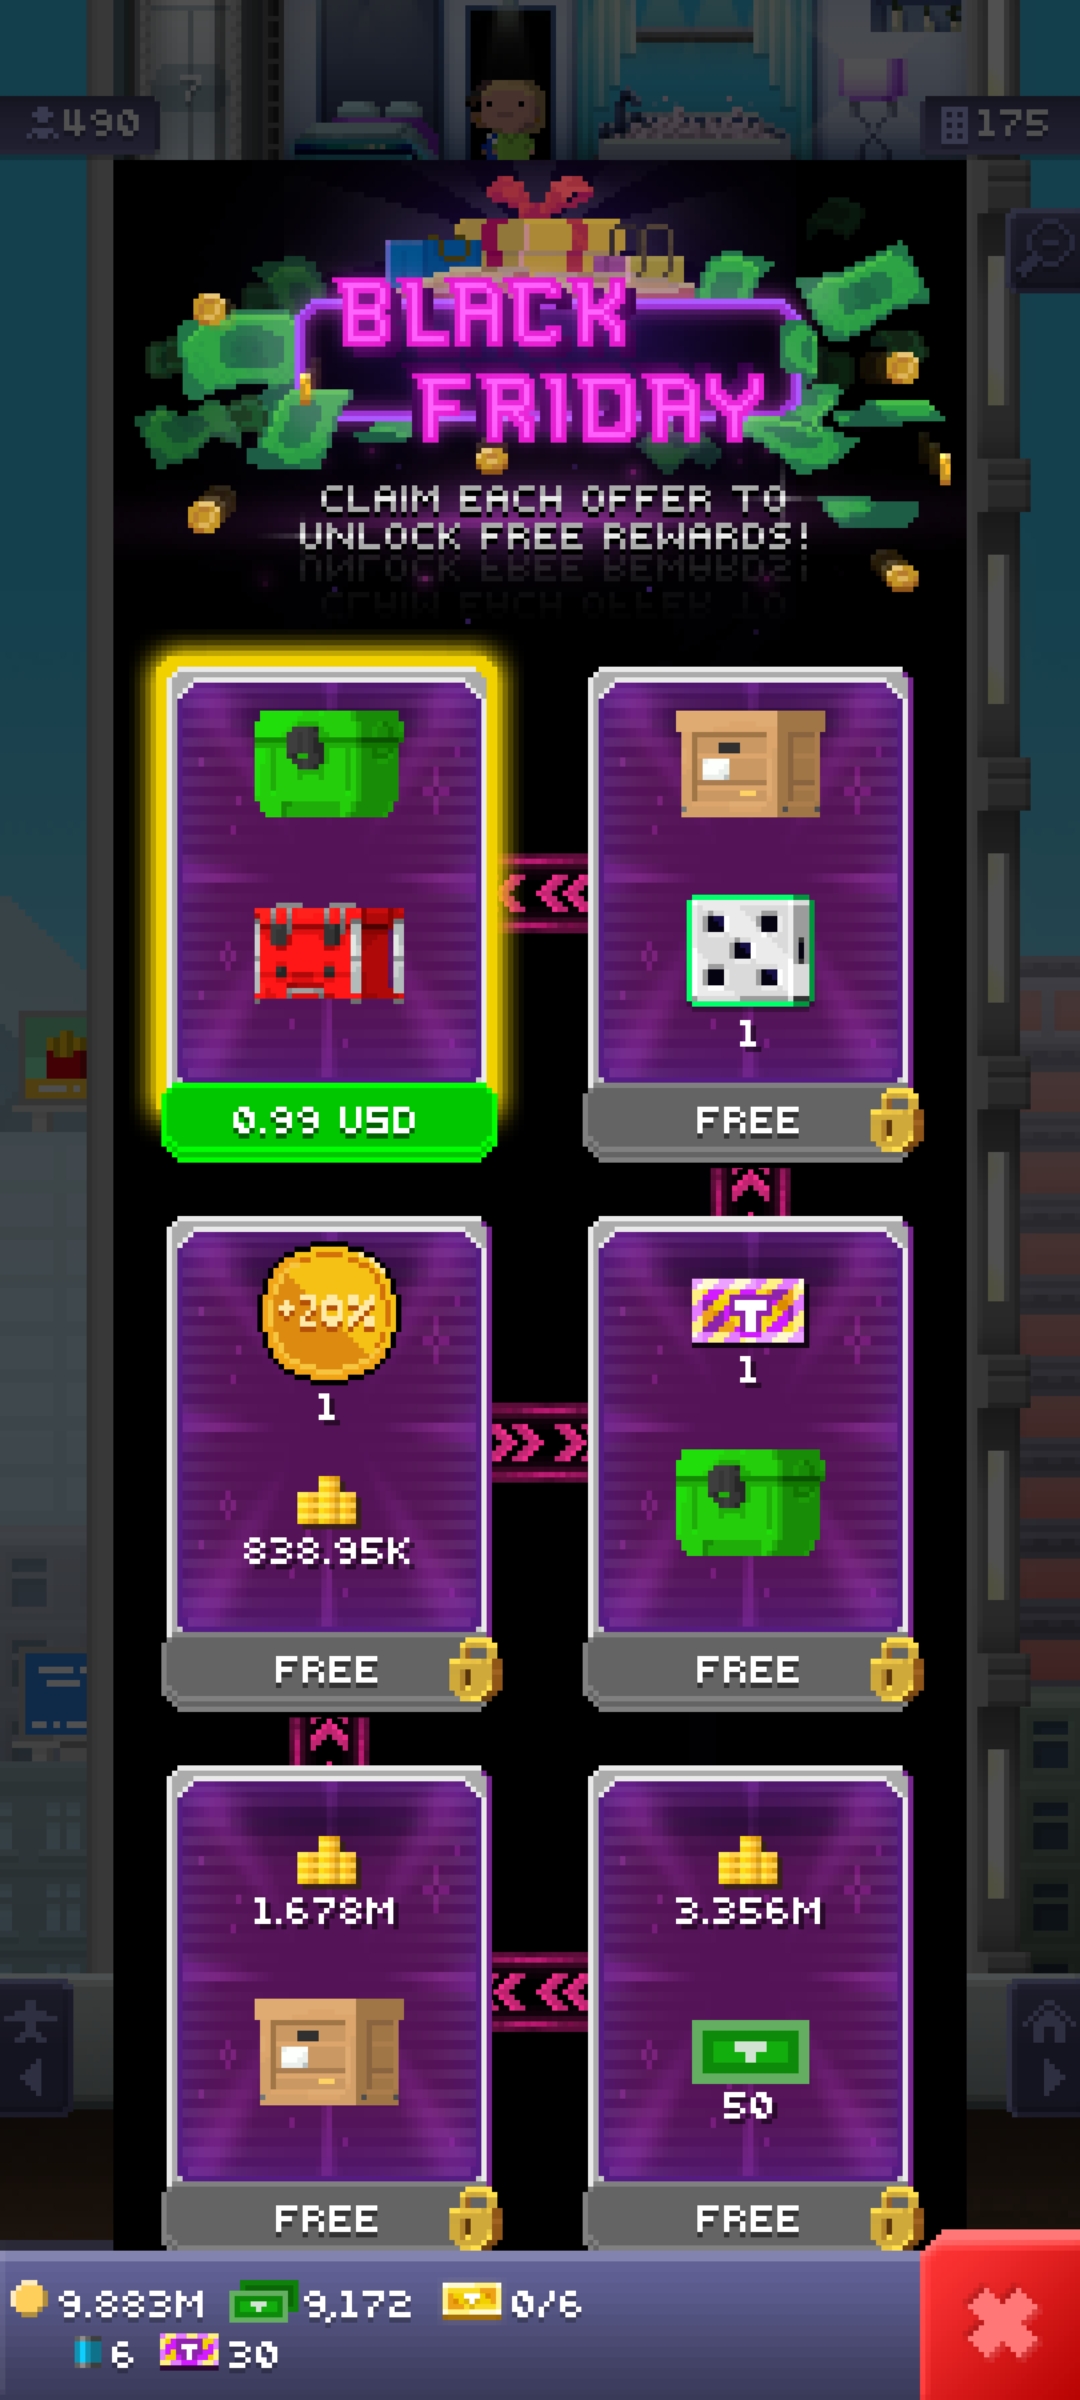 7
490
175
BLACK
FRIDAY
CLAIM EACH OFFER TO
UNLOCK FREE REWARDS!
1
0.99 USD
FREE
+20%
1
838.95K
T
1
FREE
FREE
1.678M
3.356M
50
FREE
FREE
9.883M
9,172
0/6
6
T
30